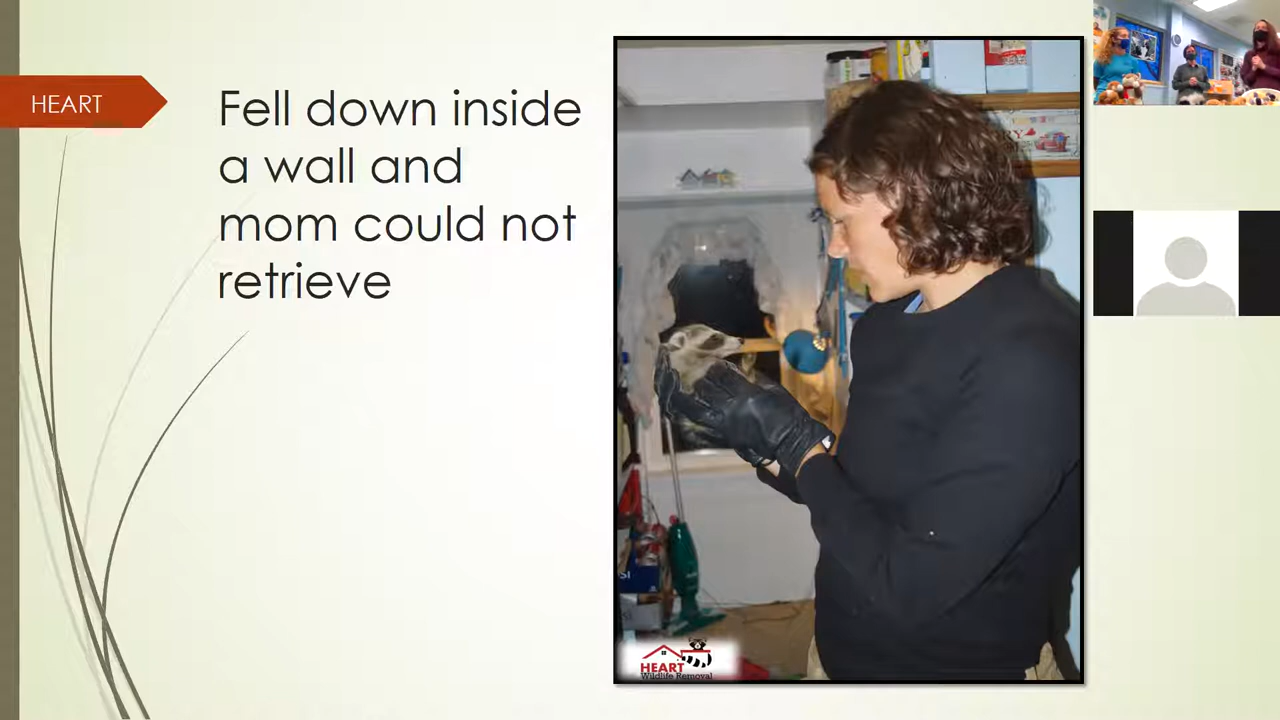 HEART
Fell down inside
a wall and
mom could not
retrieve
HEART
Wildlife Removal